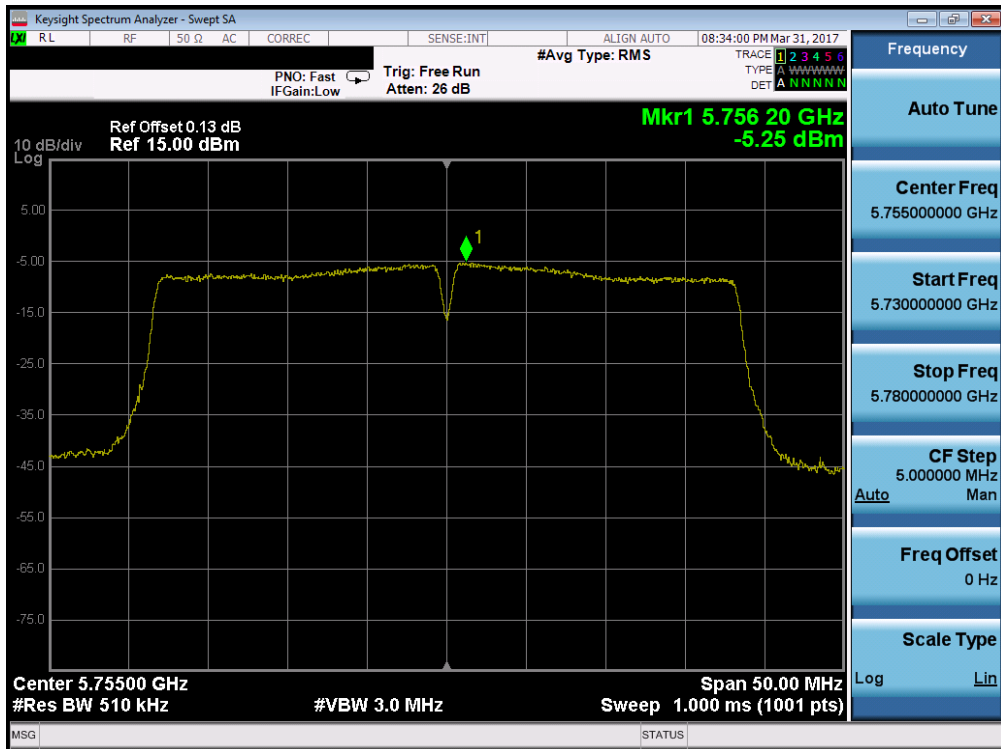 Keysight Spectrum Analyzer - Swept SA
LXI RL RF 50 Ω AC CORREC SENSE:INT ALIGN AUTO 08:34:00 PM Mar 31, 2017
#Avg Type: RMS
TRACE 1 2 3 4 5 6
PNO: Fast Trig: Free Run
TYPE A WWWWW
IFGain:Low Atten: 26 dB
DET A N N N N N
Mkr1 5.756 20 GHz
-5.25 dBm
Ref Offset 0.13 dB
10 dB/div Ref 15.00 dBm
Log
1
5.00
-5.00
-15.0
-25.0
-35.0
-45.0
-55.0
-65.0
-75.0
Center 5.75500 GHz Span 50.00 MHz
#Res BW 510 kHz #VBW 3.0 MHz Sweep 1.000 ms (1001 pts)
MSG STATUS
Frequency
Auto Tune
Center Freq
5.755000000 GHz
Start Freq
5.730000000 GHz
Stop Freq
5.780000000 GHz
CF Step
5.000000 MHz
Auto Man
Freq Offset
0 Hz
Scale Type
Log Lin